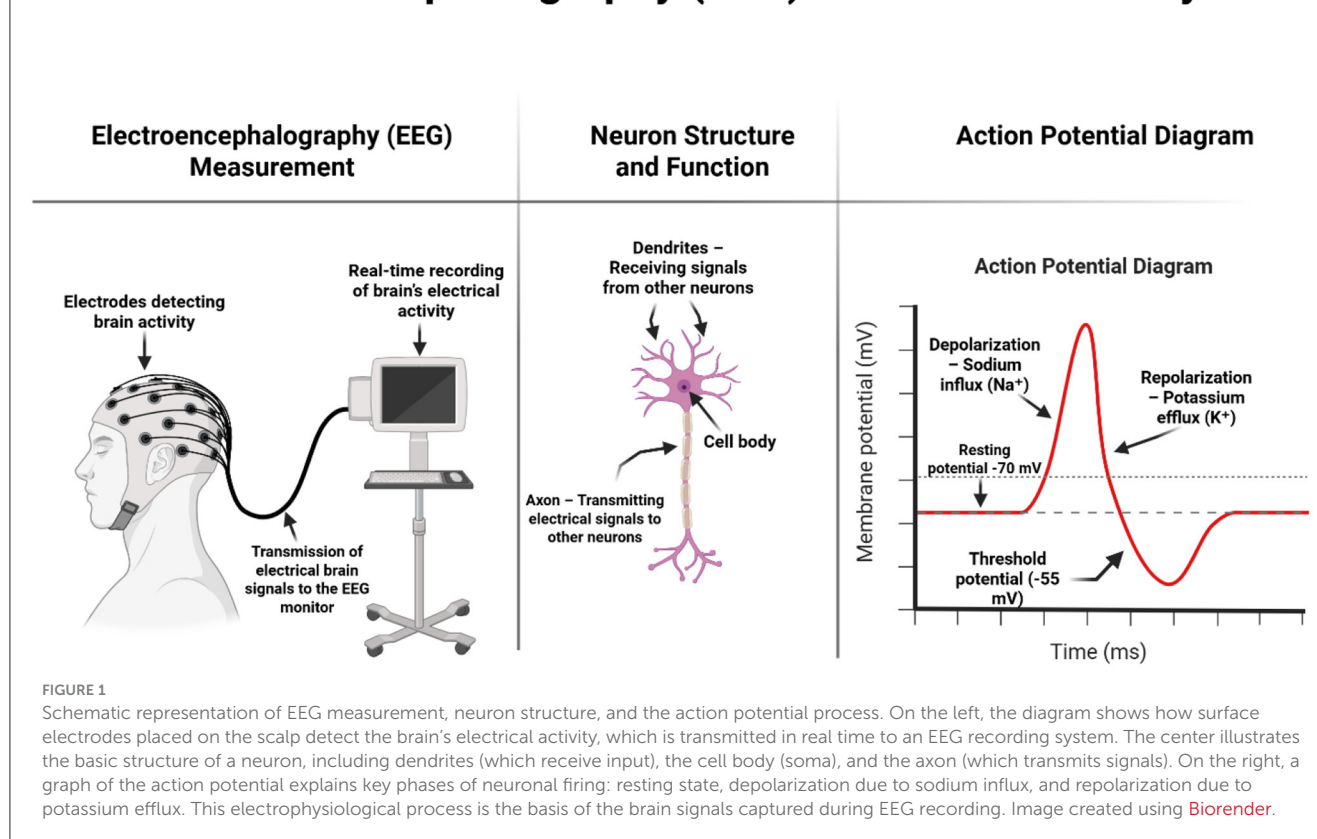 Electroencephalography (EEG)
Measurement
Neuron Structure
and Function
Action Potential Diagram
Electrodes detecting
brain activity
Real-time recording
of brain's electrical
activity
Transmission of
electrical brain
signals to the EEG
monitor
Dendrites –
Receiving signals
from other neurons
Cell body
Axon – Transmitting
electrical signals to
other neurons
Action Potential Diagram
Membrane potential (mV)
Depolarization
– Sodium
influx (Na⁺)
Repolarization
– Potassium
efflux (K⁺)
Resting
potential -70 mV
Threshold
potential (-55
mV)
Time (ms)
FIGURE 1
Schematic representation of EEG measurement, neuron structure, and the action potential process. On the left, the diagram shows how surface
electrodes placed on the scalp detect the brain's electrical activity, which is transmitted in real time to an EEG recording system. The center illustrates
the basic structure of a neuron, including dendrites (which receive input), the cell body (soma), and the axon (which transmits signals). On the right, a
graph of the action potential explains key phases of neuronal firing: resting state, depolarization due to sodium influx, and repolarization due to
potassium efflux. This electrophysiological process is the basis of the brain signals captured during EEG recording. Image created using Biorender.